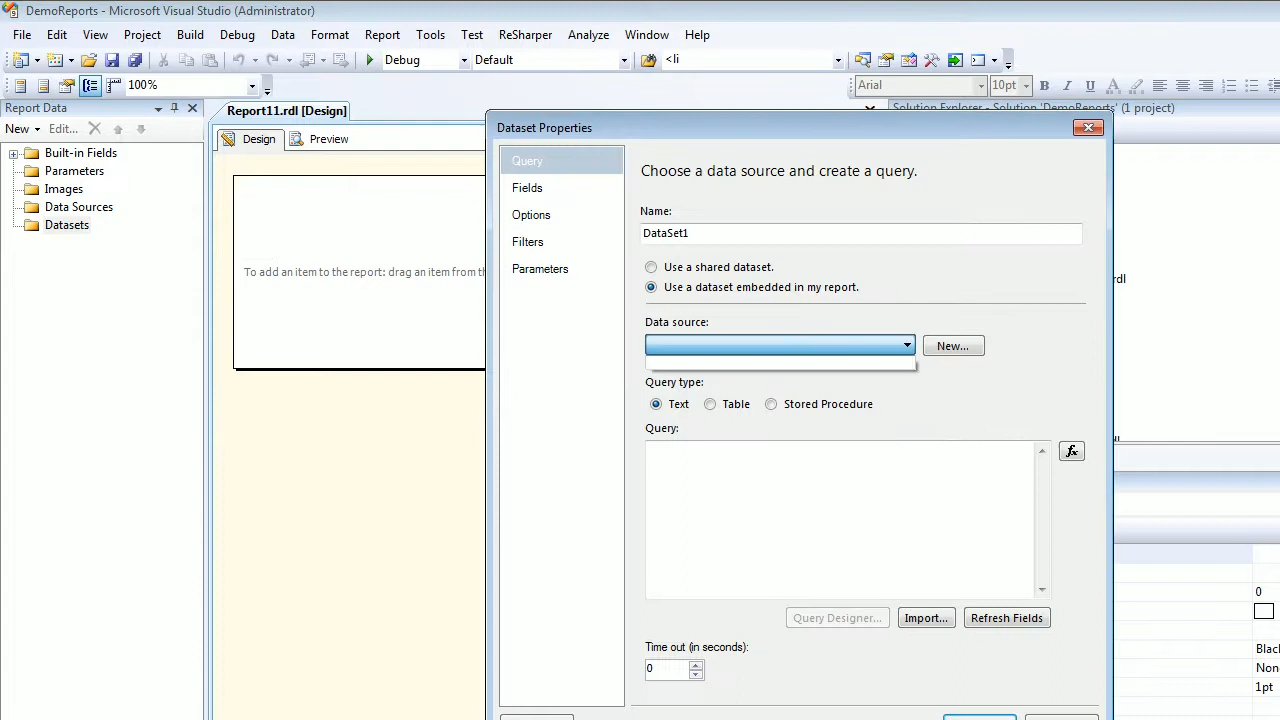 DemoReports - Microsoft Visual Studio (Administrator)
File Edit View Project Build Debug Data Format Report Tools Test ReSharper Analyze Window Help
Debug Default <li
100% Arial 10pt B I U A
Report Data
Report11.rdl [Design]
Solution Explorer - Solution 'DemoReports' (1 project)
New Edit...
Design Preview
Built-in Fields
Parameters
Images
Data Sources
Datasets
To add an item to the report: drag an item from th
Dataset Properties
Query
Fields
Options
Filters
Parameters
Choose a data source and create a query.
Name:
DataSet1
Use a shared dataset.
Use a dataset embedded in my report.
Data source:
New...
Query type:
Text Table Stored Procedure
Query:
fx
Query Designer... Import... Refresh Fields
Time out (in seconds):
0
rdl
0
Blac
Non
1pt